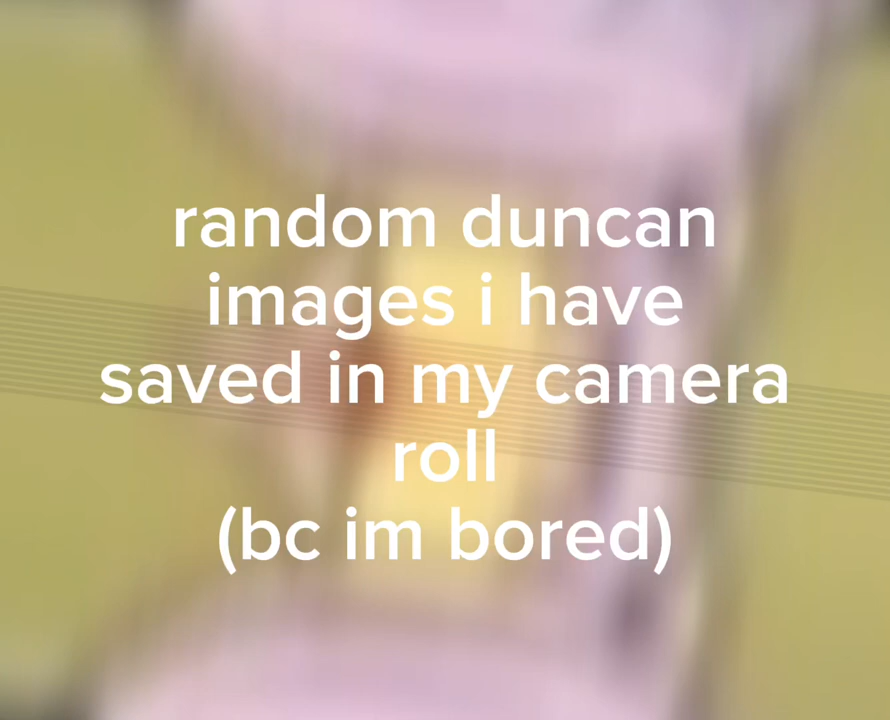 random duncan
images i have
saved in my camera
roll
(bc im bored)